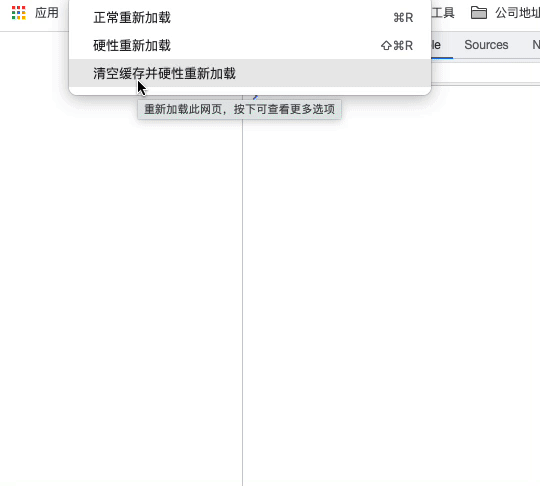 正常重新加载 ⌘R
应用
工具
公司地址
硬性重新加载 ⇧⌘R
le
Sources
N
清空缓存并硬性重新加载
重新加载此网页，按下可查看更多选项